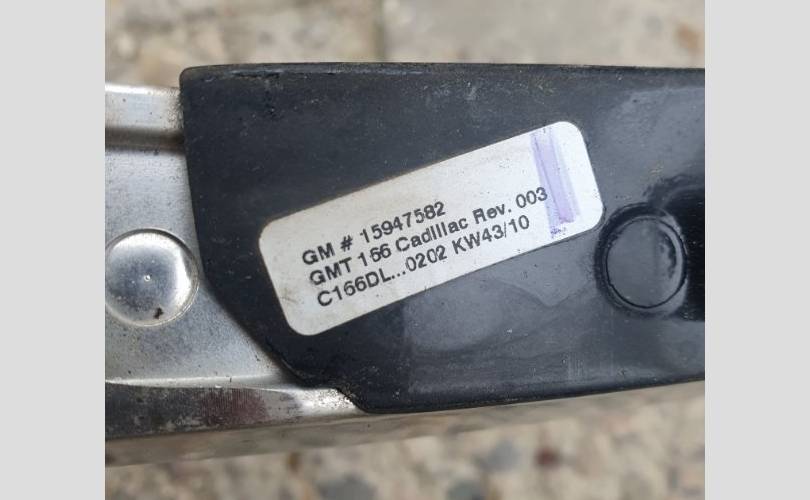 GM # 15947582
GMT 166 Cadillac Rev. 003
C166DL...0202 KW43/10